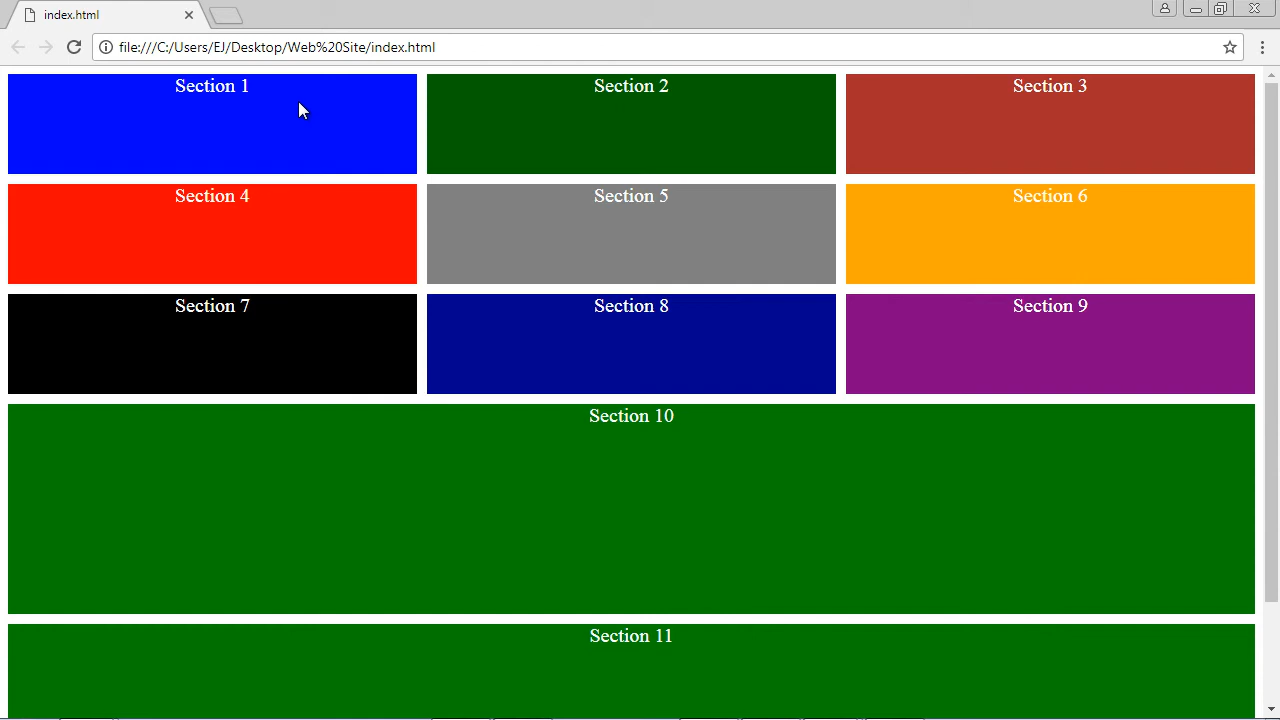 index.html
file:///C:/Users/EJ/Desktop/Web%20Site/index.html
Section 1
Section 2
Section 3
Section 4
Section 5
Section 6
Section 7
Section 8
Section 9
Section 10
Section 11